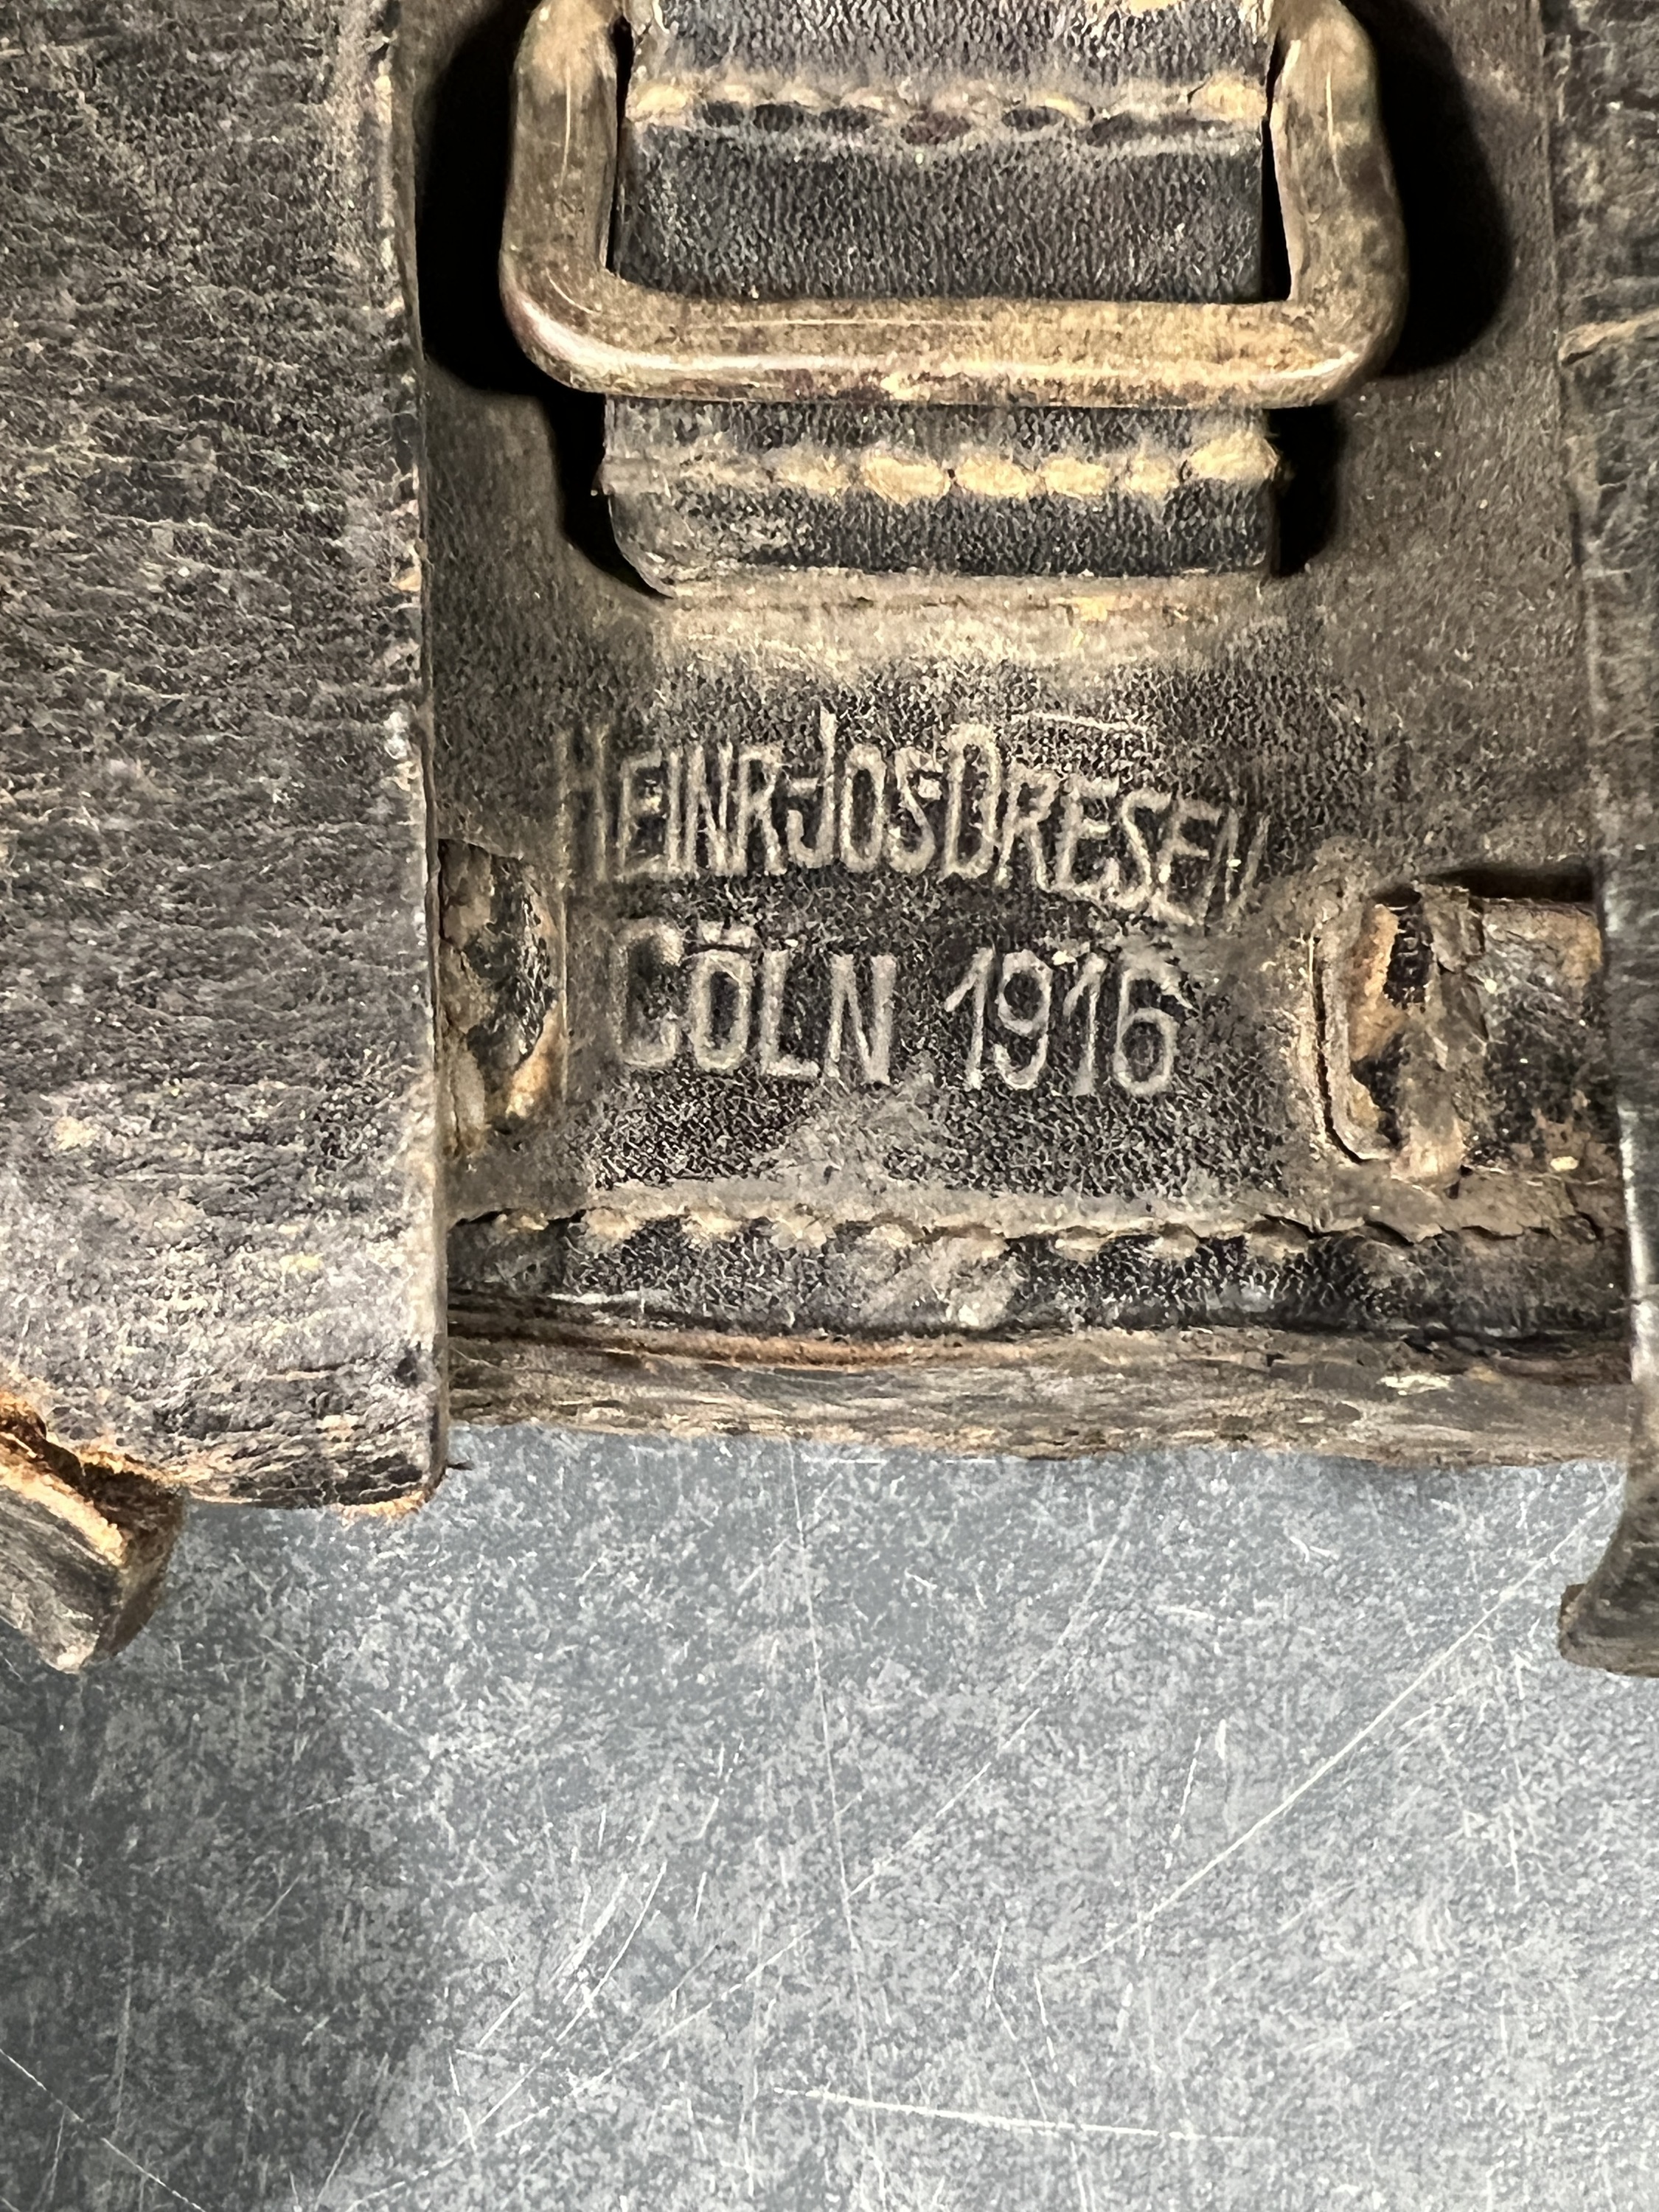 HEINR. JOS. DRESEN
CÖLN 1916